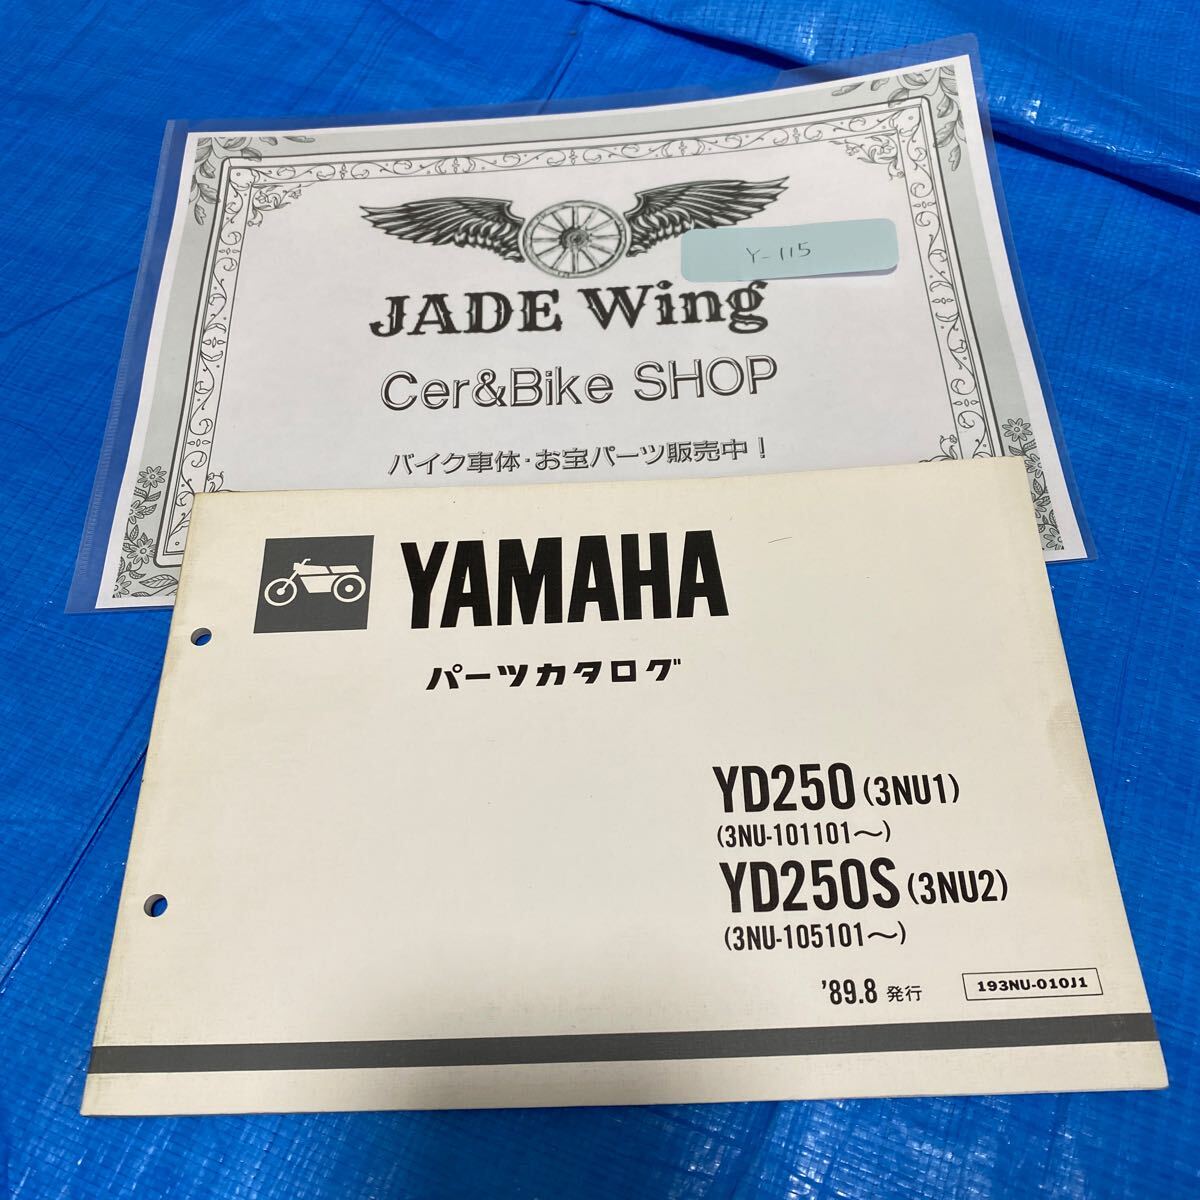 Y-115
JADE Wing
Cer&Bike SHOP
バイク車体・お宝パーツ販売中！
YAMAHA
パーツカタログ
YD250 (3NU1)
(3NU-101101〜)
YD250S (3NU2)
(3NU-105101〜)
'89.8 発行
193NU-010J1